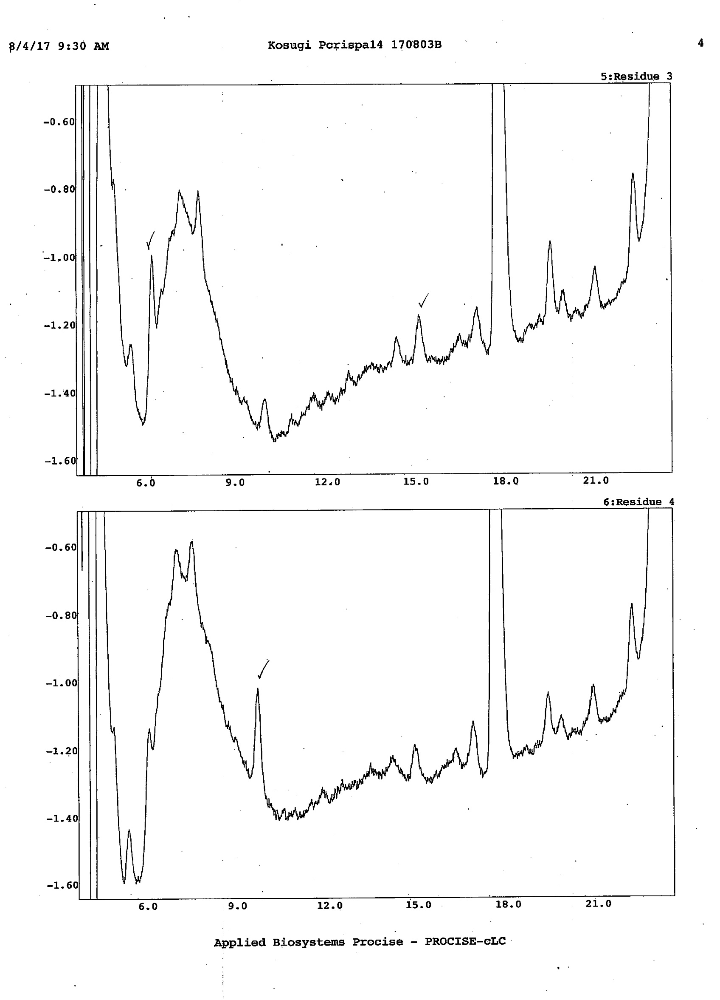 8/4/17 9:30 AM Kosugi Pcrispa14 170803B 4
5:Residue 3
-0.60
-0.80
-1.00
-1.20
-1.40
-1.60
6.0 9.0 12.0 15.0 18.0 21.0
6:Residue 4
-0.60
-0.80
-1.00
-1.20
-1.40
-1.60
6.0 9.0 12.0 15.0 18.0 21.0
Applied Biosystems Procise - PROCISE-cLC